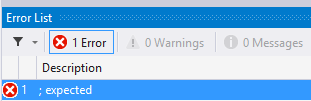 Error List
1 Error 0 Warnings 0 Messages
Description
1 ; expected